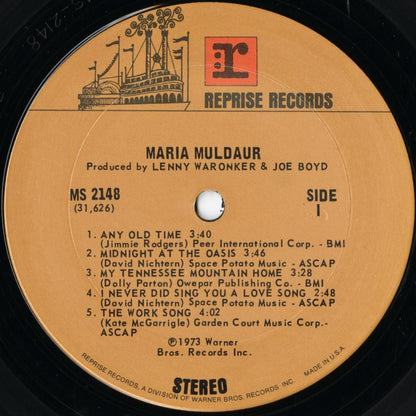 MS-2148
r
REPRISE RECORDS
MARIA MULDAUR
Produced by LENNY WARONKER & JOE BOYD
MS 2148
(31,626)
SIDE
1
1. ANY OLD TIME 3:40
(Jimmie Rodgers) Peer International Corp. - BMI
2. MIDNIGHT AT THE OASIS 3:46
(David Nichtern) Space Potato Music - ASCAP
3. MY TENNESSEE MOUNTAIN HOME 3:28
(Dolly Parton) Owepar Publishing Co. - BMI
4. I NEVER DID SING YOU A LOVE SONG 2:48
(David Nichtern) Space Potato Music - ASCAP
5. THE WORK SONG 4:02
(Kate McGarrigle) Garden Court Music Corp.-
ASCAP
℗1973 Warner
Bros. Records Inc.
STEREO
REPRISE RECORDS, A DIVISION OF WARNER BROS. RECORDS INC. MADE IN U.S.A.